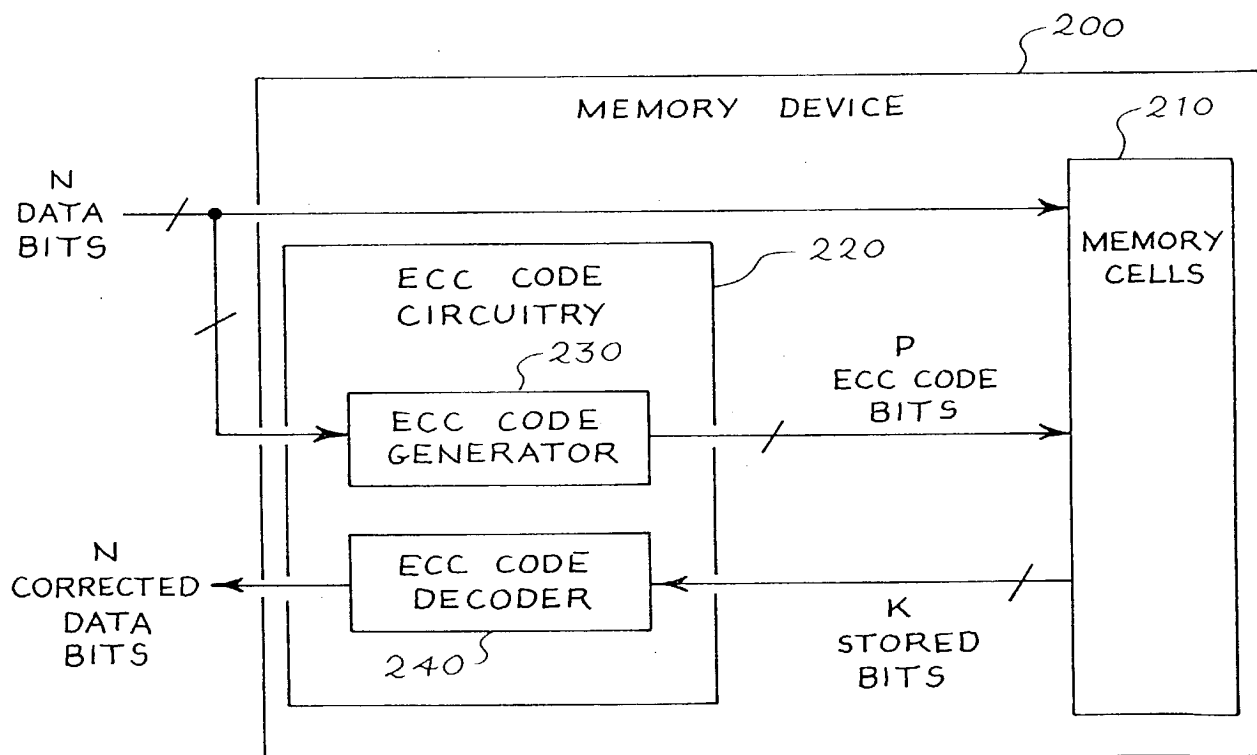 200
MEMORY DEVICE
210
N
DATA
BITS
MEMORY
CELLS
220
ECC CODE
CIRCUITRY
230
ECC CODE
GENERATOR
P
ECC CODE
BITS
N
CORRECTED
DATA
BITS
ECC CODE
DECODER
240
K
STORED
BITS